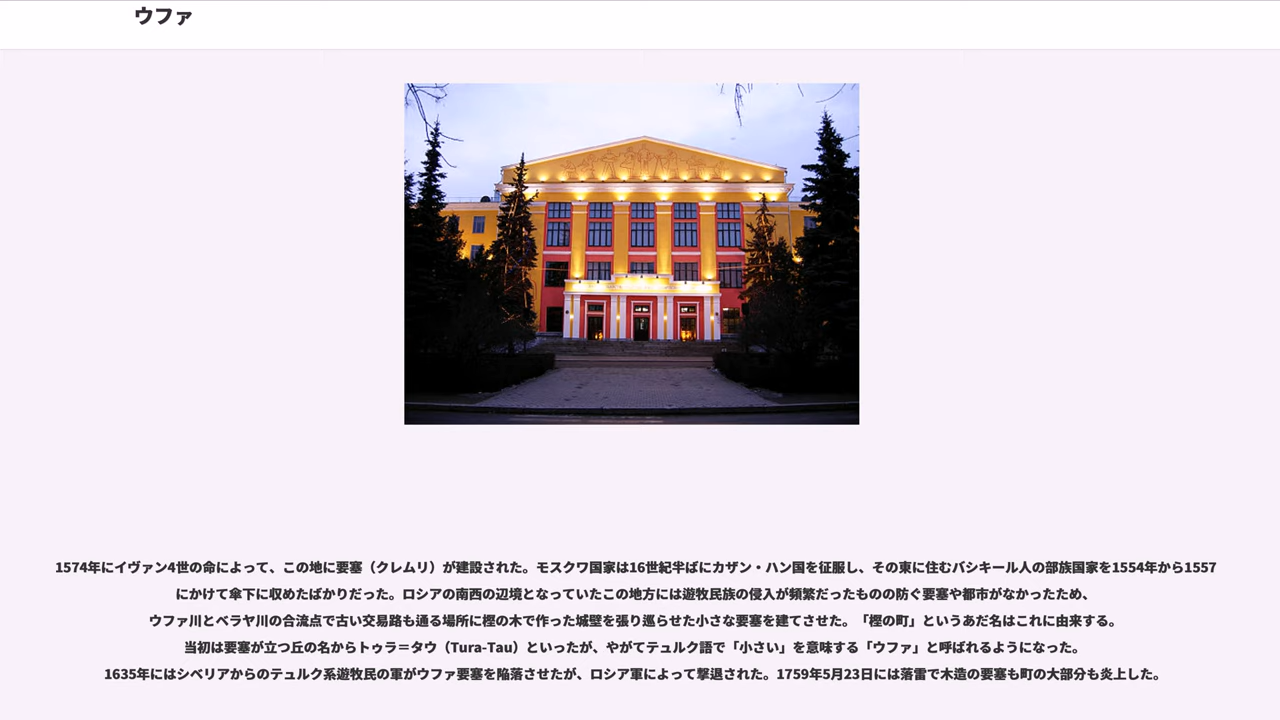 ウファ
1574年にイヴァン4世の命によって、この地に要塞（クレムリ）が建設された。モスクワ国家は16世紀半ばにカザン・ハン国を征服し、その東に住むバシキール人の部族国家を1554年から1557
にかけて傘下に収めたばかりだった。ロシアの南西の辺境となっていたこの地方には遊牧民族の侵入が頻繁だったものの防ぐ要塞や都市がなかったため、
ウファ川とベラヤ川の合流点で古い交易路も通る場所に樫の木で作った城壁を張り巡らせた小さな要塞を建てさせた。「樫の町」というあだ名はこれに由来する。
当初は要塞が立つ丘の名からトゥラ＝タウ（Tura-Tau）といったが、やがてテュルク語で「小さい」を意味する「ウファ」と呼ばれるようになった。
1635年にはシベリアからのテュルク系遊牧民の軍がウファ要塞を陥落させたが、ロシア軍によって撃退された。1759年5月23日には落雷で木造の要塞も町の大部分も炎上した。